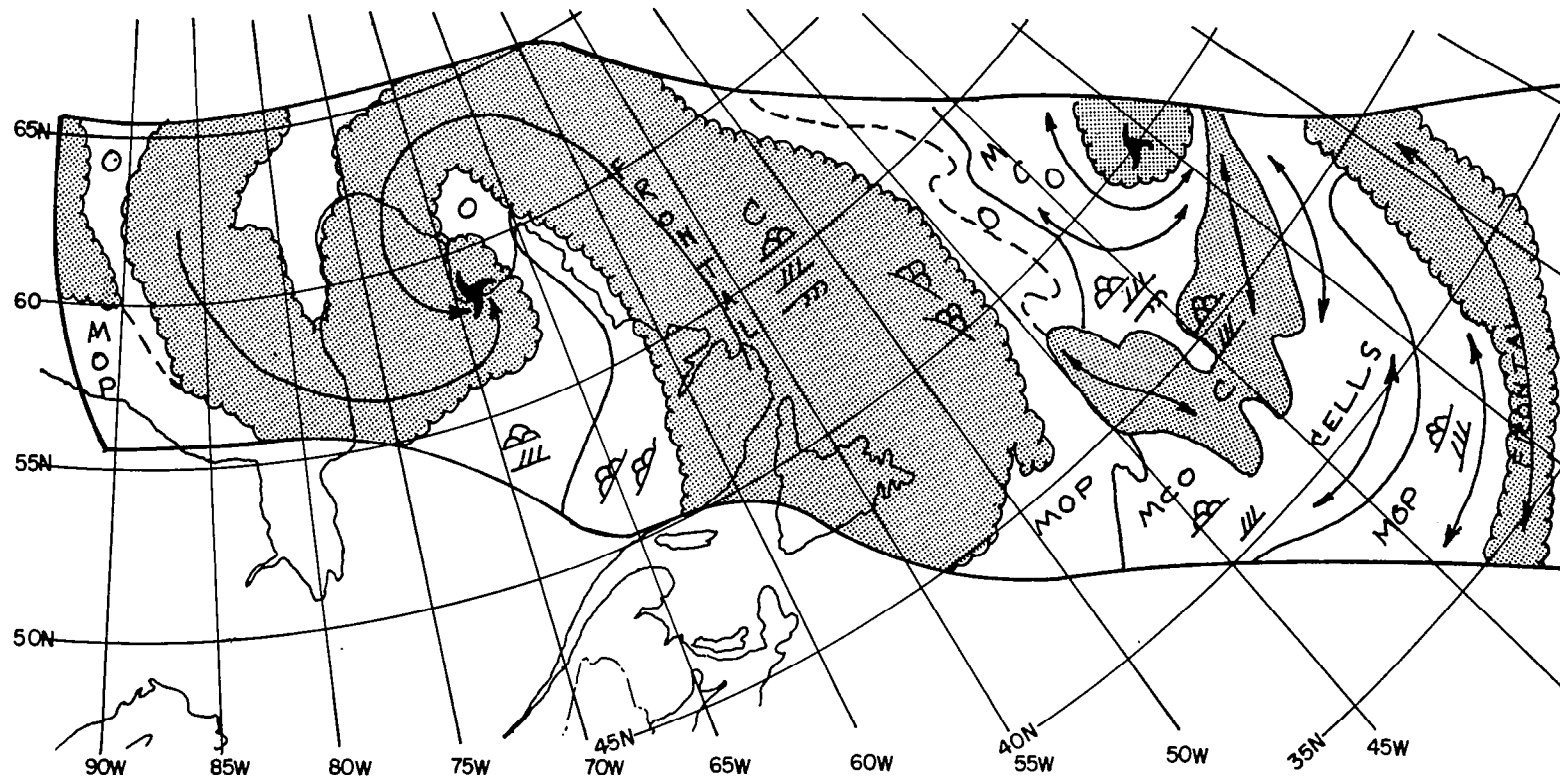 65N
60
55N
50N
O
MOP
O
FRONTAL
C
MCO
O
C
CELLS
MOP
MCO
MOP
FRONTAL
45N
40N
35N
90W
85W
80W
75W
70W
65W
60W
55W
50W
45W